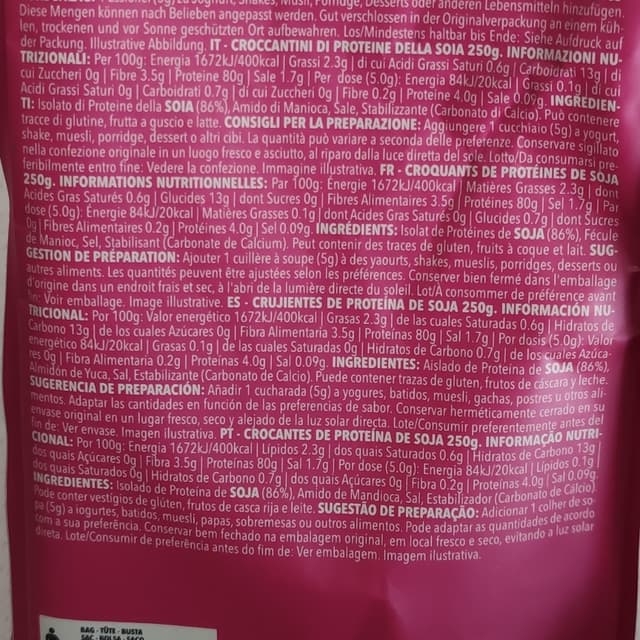 Shakes, Müsli, Porridge, Desserts oder anderen Lebensmitteln hinzufügen.
Diese Mengen können nach Belieben angepasst werden. Gut verschlossen in der Originalverpackung an einem küh-
len, trockenen und vor Sonne geschützten Ort aufbewahren. Los/Mindestens haltbar bis Ende: Siehe Aufdruck auf
der Packung. Illustrative Abbildung. IT - CROCCANTINI DI PROTEINE DELLA SOIA 250g. INFORMAZIONI NU-
TRIZIONALI: Per 100g: Energia 1672kJ/400kcal | Grassi 2.3g | di cui Acidi Grassi Saturi 0.6g | Carboidrati 13g | di
cui Zuccheri 0g | Fibre 3.5g | Proteine 80g | Sale 1.7g | Per dose (5.0g): Energia 84kJ/20kcal | Grassi 0.1g | di cui
Acidi Grassi Saturi 0g | Carboidrati 0.7g | di cui Zuccheri 0g | Fibre 0.2g | Proteine 4.0g | Sale 0.09g. INGREDIEN-
TI: Isolato di Proteine della SOIA (86%), Amido di Manioca, Sale, Stabilizzante (Carbonato di Calcio). Può contenere
tracce di glutine, frutta a guscio e latte. CONSIGLI PER LA PREPARAZIONE: Aggiungere 1 cucchiaio (5g) a yogurt,
shake, muesli, porridge, dessert o altri cibi. La quantità può variare a seconda delle preferenze. Conservare sigillato
nella confezione originale in un luogo fresco e asciutto, al riparo dalla luce diretta del sole. Lotto/Da consumarsi pre-
feribilmente entro fine: Vedere la confezione. Immagine illustrativa. FR - CROQUANTS DE PROTÉINES DE SOJA
250g. INFORMATIONS NUTRITIONNELLES: Par 100g: Énergie 1672kJ/400kcal | Matières Grasses 2.3g | dont
Acides Gras Saturés 0.6g | Glucides 13g | dont Sucres 0g | Fibres Alimentaires 3.5g | Protéines 80g | Sel 1.7g | Par
dose (5.0g): Énergie 84kJ/20kcal | Matières Grasses 0.1g | dont Acides Gras Saturés 0g | Glucides 0.7g | dont Sucres
0g | Fibres Alimentaires 0.2g | Protéines 4.0g | Sel 0.09g. INGRÉDIENTS: Isolat de Protéines de SOJA (86%), Fécule
de Manioc, Sel, Stabilisant (Carbonate de Calcium). Peut contenir des traces de gluten, fruits à coque et lait. SUG-
GESTION DE PRÉPARATION: Ajouter 1 cuillère à soupe (5g) à des yaourts, shakes, mueslis, porridges, desserts ou
autres aliments. Les quantités peuvent être ajustées selon les préférences. Conserver bien fermé dans l'emballage
d'origine dans un endroit frais et sec, à l'abri de la lumière directe du soleil. Lot/À consommer de préférence avant
fin: Voir emballage. Image illustrative. ES - CRUJIENTES DE PROTEÍNA DE SOJA 250g. INFORMACIÓN NU-
TRICIONAL: Por 100g: Valor energético 1672kJ/400kcal | Grasas 2.3g | de las cuales Saturadas 0.6g | Hidratos de
Carbono 13g | de los cuales Azúcares 0g | Fibra Alimentaria 3.5g | Proteínas 80g | Sal 1.7g | Por dosis (5.0g): Valor
energético 84kJ/20kcal | Grasas 0.1g | de las cuales Saturadas 0g | Hidratos de Carbono 0.7g | de los cuales Azúca-
res 0g | Fibra Alimentaria 0.2g | Proteínas 4.0g | Sal 0.09g. INGREDIENTES: Aislado de Proteína de SOJA (86%),
Almidón de Yuca, Sal, Estabilizante (Carbonato de Calcio). Puede contener trazas de gluten, frutos de cáscara y leche.
SUGERENCIA DE PREPARACIÓN: Añadir 1 cucharada (5g) a yogures, batidos, muesli, gachas, postres u otros ali-
mentos. Adaptar las cantidades en función de las preferencias de sabor. Conservar herméticamente cerrado en su
envase original en un lugar fresco, seco y alejado de la luz solar directa. Lote/Consumir preferentemente antes del
fin de: Ver envase. Imagen ilustrativa. PT - CROCANTES DE PROTEÍNA DE SOJA 250g. INFORMAÇÃO NUTRI-
CIONAL: Por 100g: Energia 1672kJ/400kcal | Lípidos 2.3g | dos quais Saturados 0.6g | Hidratos de Carbono 13g |
dos quais Açúcares 0g | Fibra 3.5g | Proteínas 80g | Sal 1.7g | Por dose (5.0g): Energia 84kJ/20kcal | Lípidos 0.1g |
dos quais Saturados 0g | Hidratos de Carbono 0.7g | dos quais Açúcares 0g | Fibra 0.2g | Proteínas 4.0g | Sal 0.09g.
INGREDIENTES: Isolado de Proteína de SOJA (86%), Amido de Mandioca, Sal, Estabilizador (Carbonato de Cálcio).
Pode conter vestígios de glúten, frutos de casca rija e leite. SUGESTÃO DE PREPARAÇÃO: Adicionar 1 colher de so-
pa (5g) a iogurtes, batidos, muesli, papas, sobremesas ou outros alimentos. Pode adaptar as quantidades de acordo
com a sua preferência. Conservar bem fechado na embalagem original, em local fresco e seco, evitando a luz solar
direta. Lote/Consumir de preferência antes do fim de: Ver embalagem. Imagem ilustrativa.
BAG - TÜTE - BUSTA
SAC - BOLSA - SACO